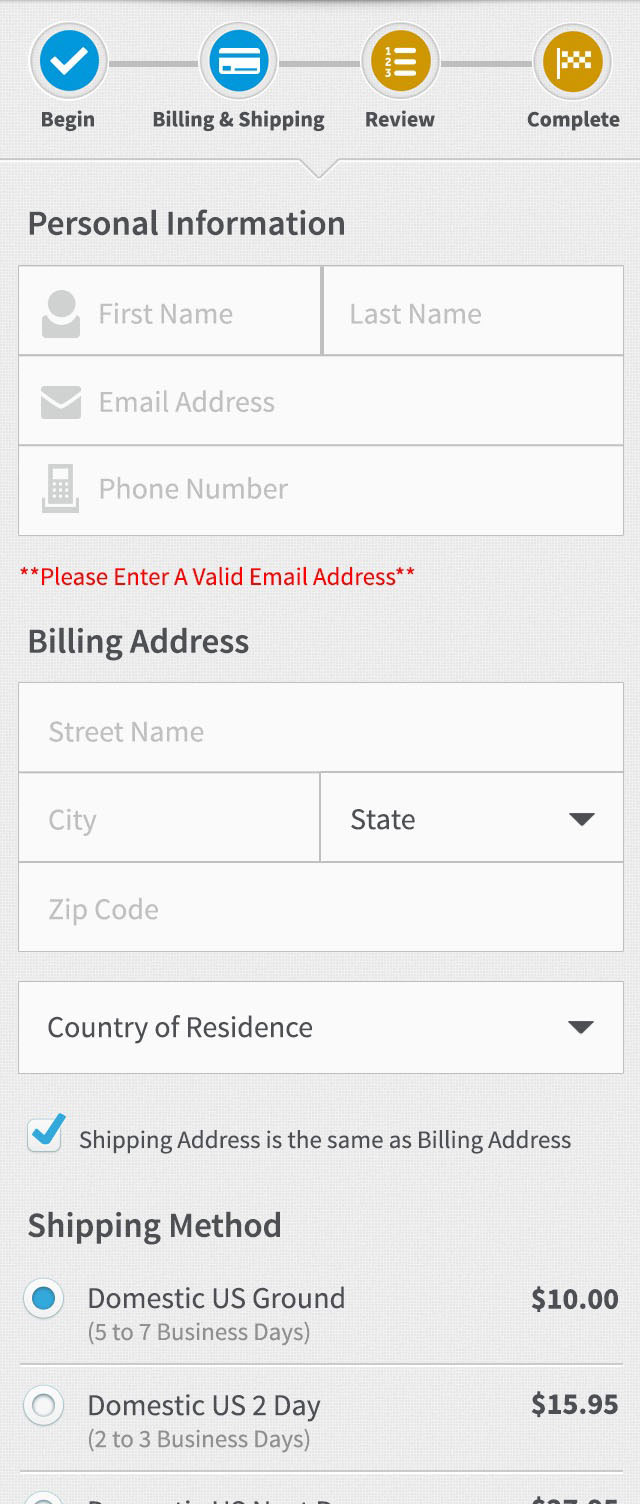 Begin Billing & Shipping Review Complete
Personal Information
First Name Last Name
Email Address
Phone Number
**Please Enter A Valid Email Address**
Billing Address
Street Name
City State
Zip Code
Country of Residence
Shipping Address is the same as Billing Address
Shipping Method
Domestic US Ground $10.00
(5 to 7 Business Days)
Domestic US 2 Day $15.95
(2 to 3 Business Days)